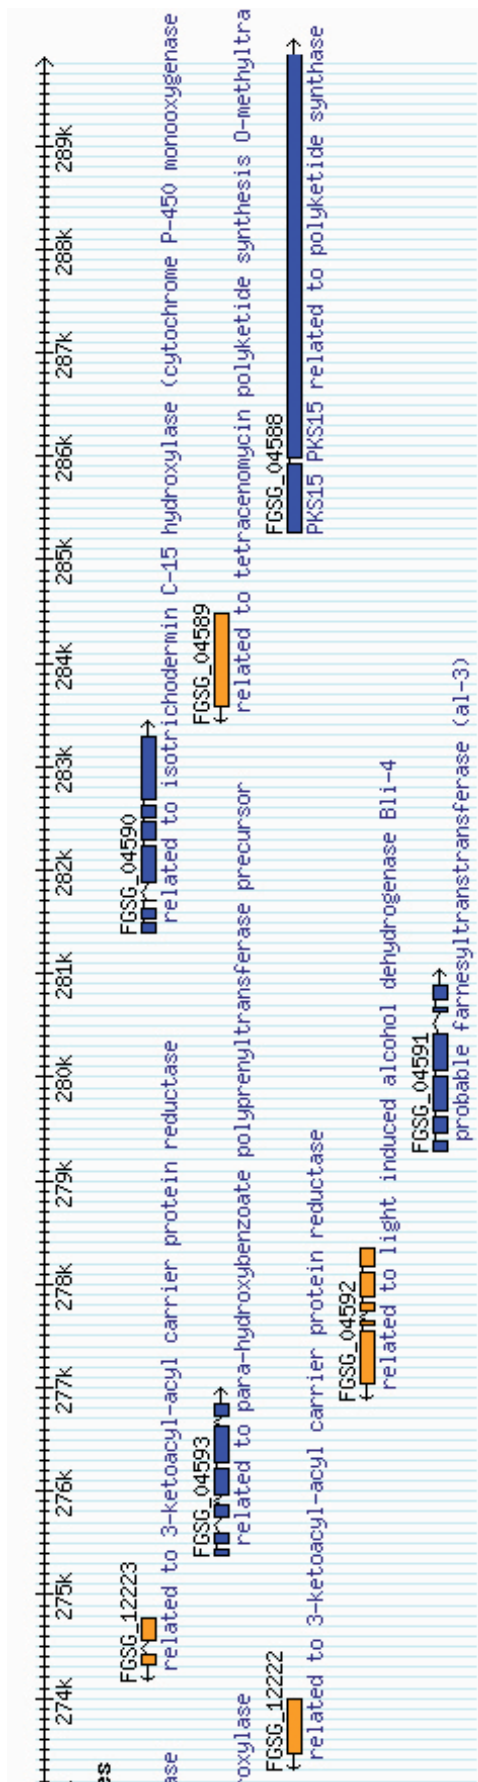 274k 275k 276k 277k 278k 279k 280k 281k 282k 283k 284k 285k 286k 287k 288k 289k
es
FGSG_12223
FGSG_04590
ase
related to 3-ketoacyl-acyl carrier protein reductase
related to isotrichodermin C-15 hydroxylase (cytochrome P-450 monooxygenase
FGSG_04593
FGSG_04589
oxylase
related to para-hydroxybenzoate polyprenyltransferase precursor
related to tetracenomycin polyketide synthesis O-methyltra
FGSG_12222
FGSG_04588
related to 3-ketoacyl-acyl carrier protein reductase
PKS15 PKS15 related to polyketide synthase
FGSG_04592
related to light induced alcohol dehydrogenase Bli-4
FGSG_04591
probable farnesyltranstransferase (al-3)